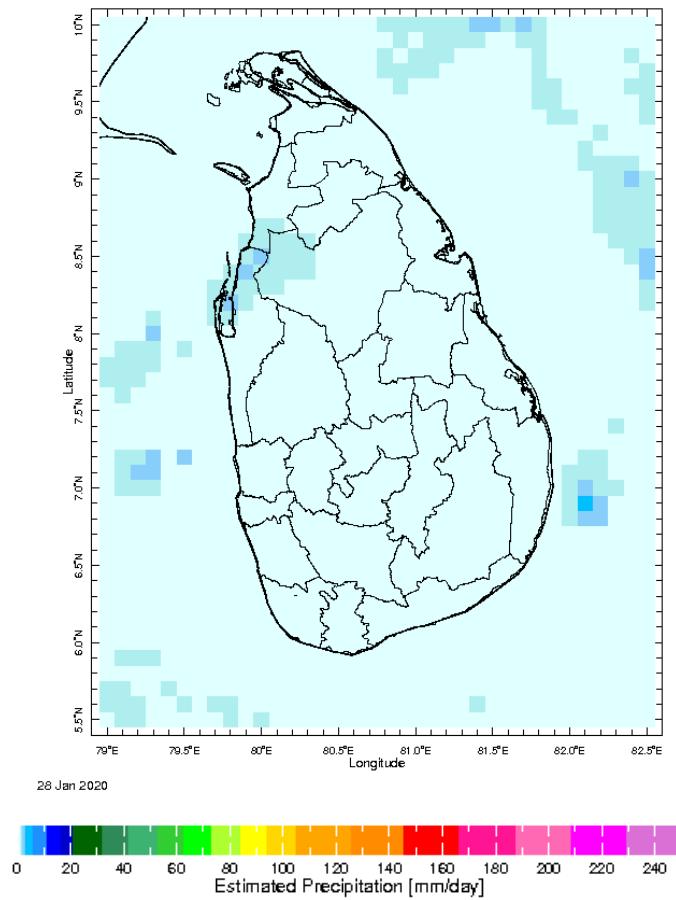 10°N
9.5°N
9°N
8.5°N
8°N
7.5°N
7.0°N
6.5°N
6.0°N
5.5°N
Latitude
79°E 79.5°E 80°E 80.5°E 81.0°E 81.5°E 82.0°E 82.5°E
Longitude
28 Jan 2020
0 20 40 60 80 100 120 140 160 180 200 220 240
Estimated Precipitation [mm/day]